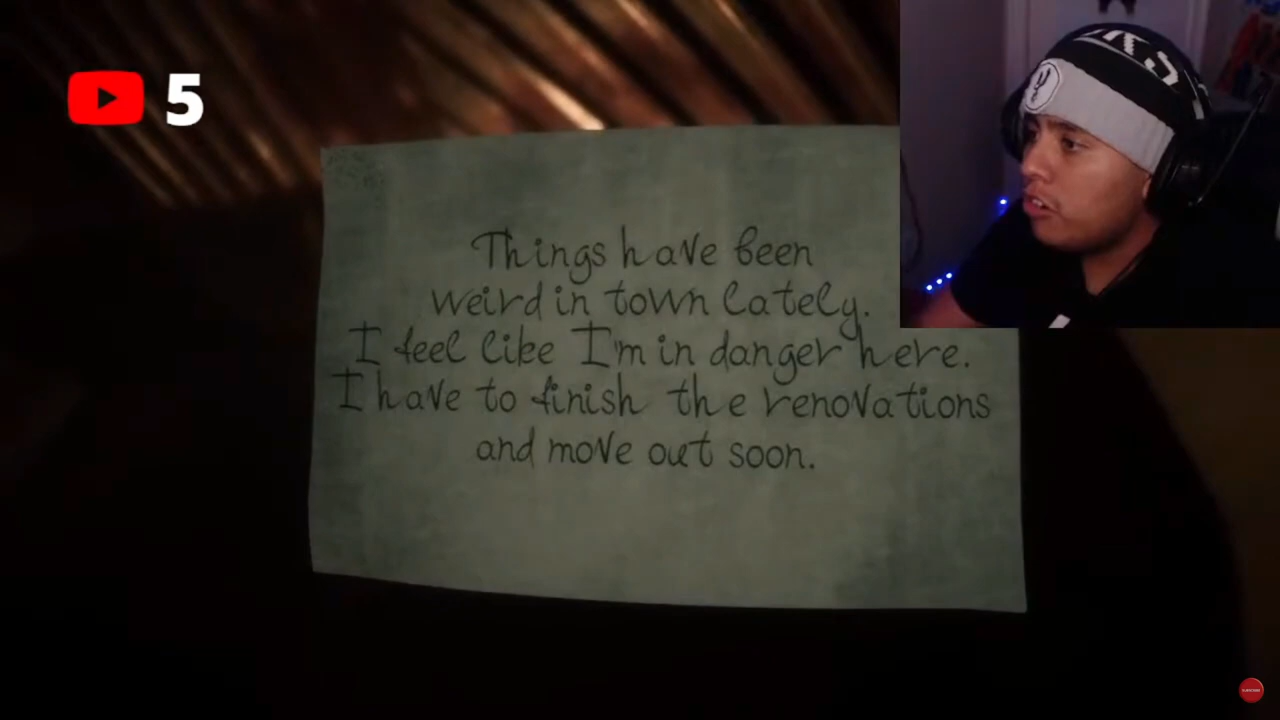 5
Things have been
weird in town lately.
I feel like I'm in danger here.
I have to finish the renovations
and move out soon.
SUBSCRIBE